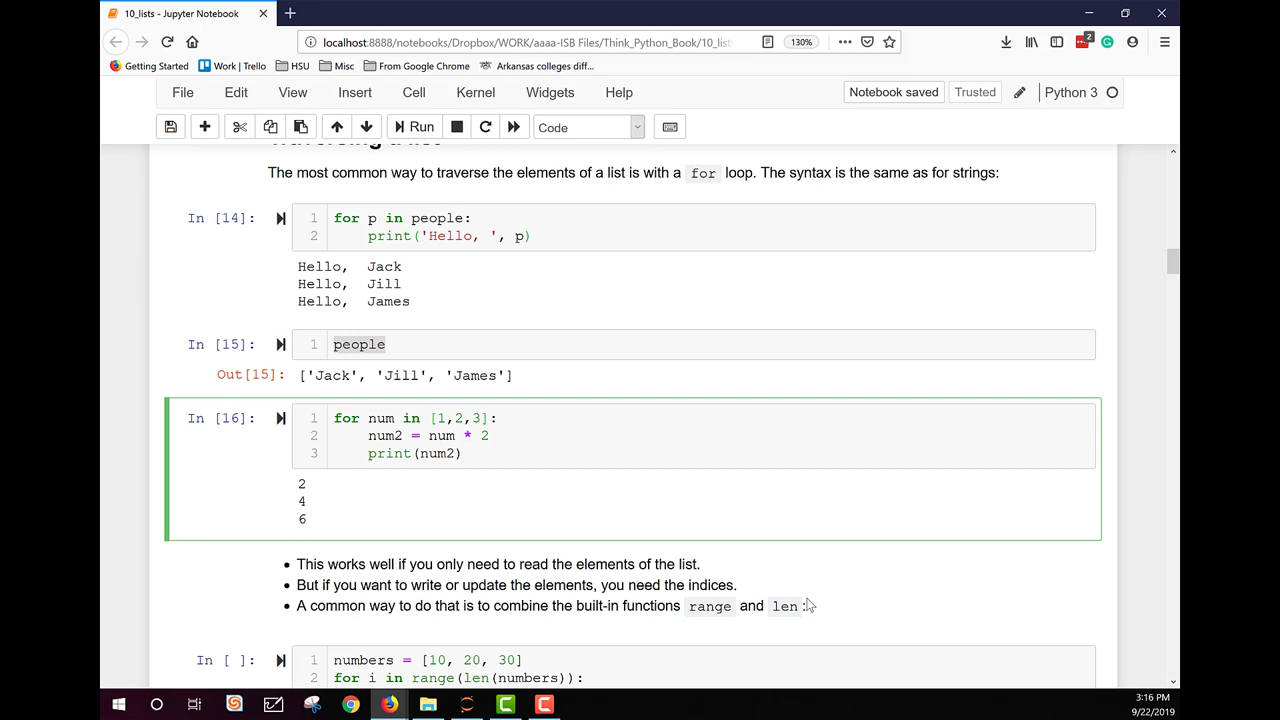 10_lists - Jupyter Notebook
localhost:8888/notebooks/Dropbox/WORK/aaaa-ISB Files/Think_Python_Book/10_lists
130%
2
Getting Started Work | Trello HSU Misc From Google Chrome Arkansas colleges diff...
File Edit View Insert Cell Kernel Widgets Help Notebook saved Trusted Python 3
Run Code
Traversing a list
The most common way to traverse the elements of a list is with a for loop. The syntax is the same as for strings:
In [14]: 1 for p in people:
2 print('Hello, ', p)
Hello,  Jack
Hello,  Jill
Hello,  James
In [15]: 1 people
Out[15]: ['Jack', 'Jill', 'James']
In [16]: 1 for num in [1,2,3]:
2 num2 = num * 2
3 print(num2)
2
4
6
• This works well if you only need to read the elements of the list.
• But if you want to write or update the elements, you need the indices.
• A common way to do that is to combine the built-in functions range and len:
In [ ]: 1 numbers = [10, 20, 30]
2 for i in range(len(numbers)):
3:16 PM
9/22/2019